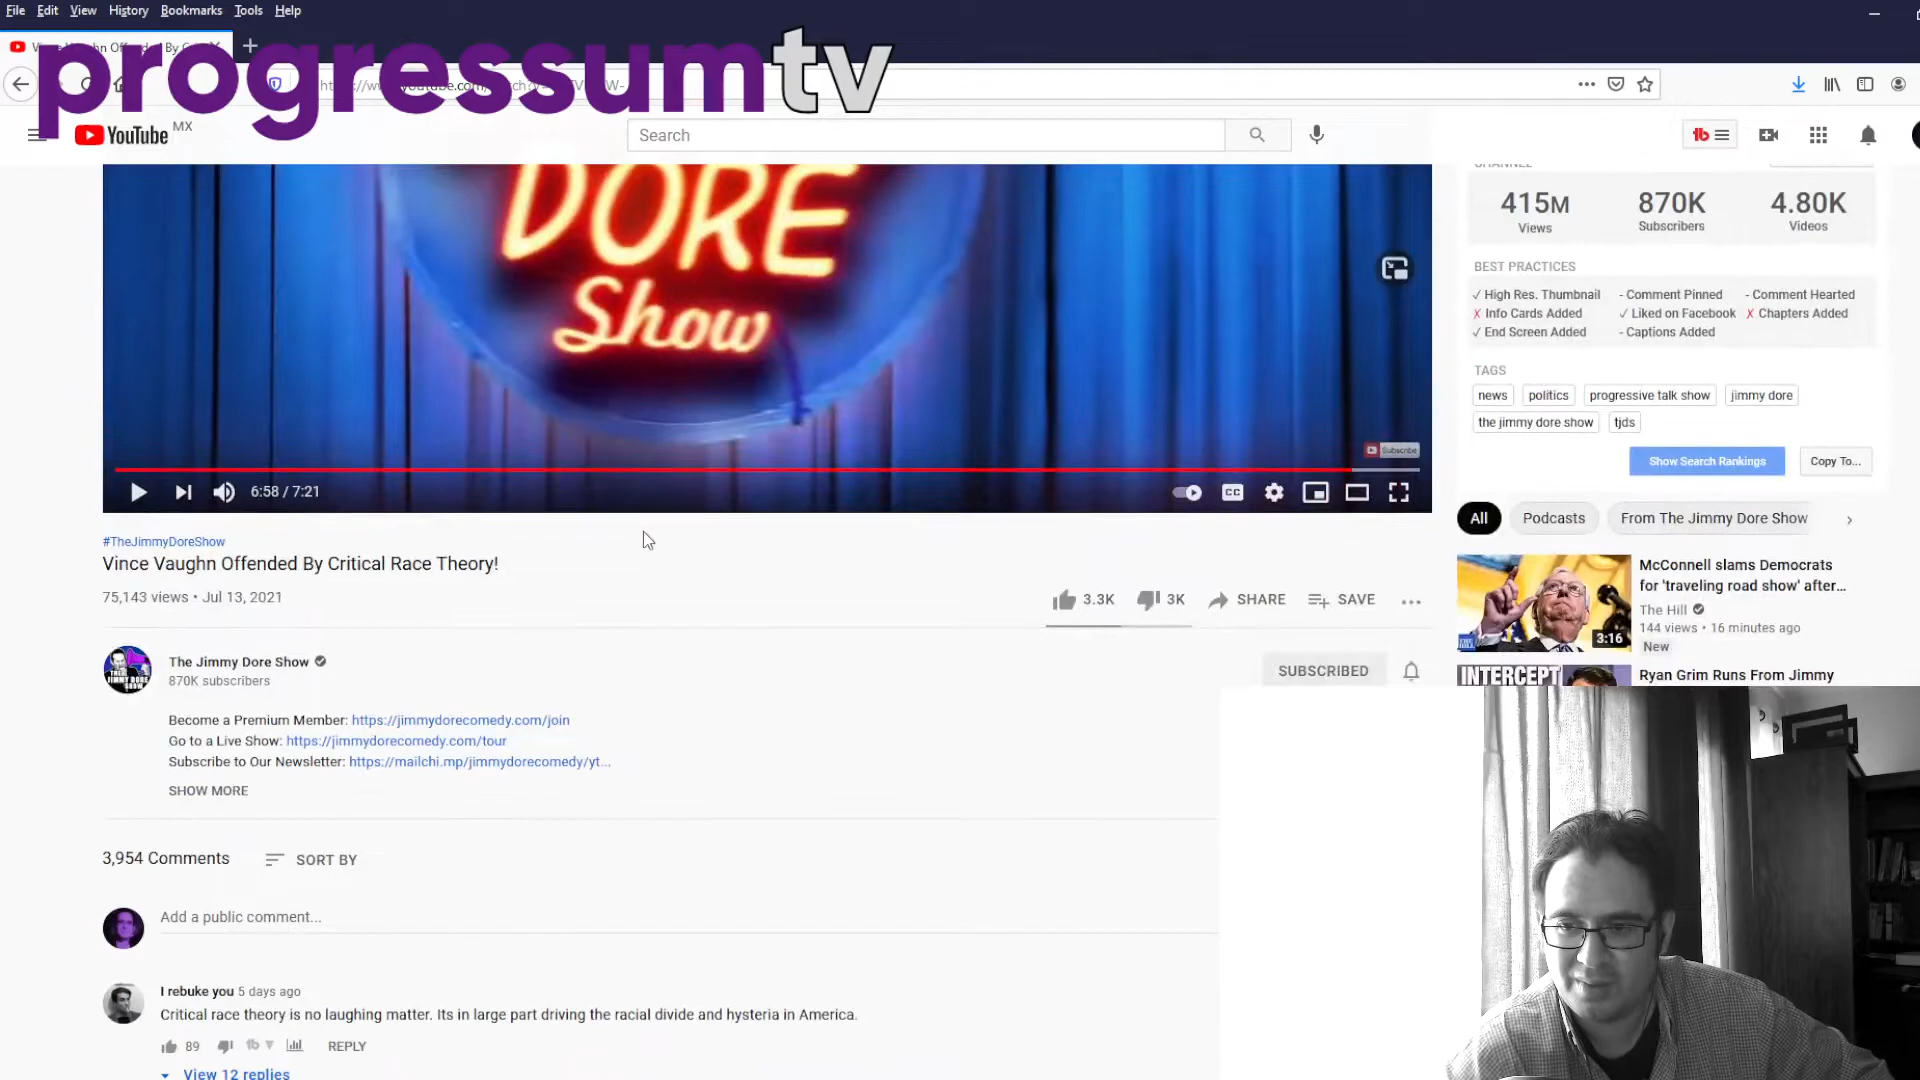 File Edit View History Bookmarks Tools Help
progressumtv
YouTube MX
Search
DORE
Show
Subscribe
6:58 / 7:21
CC
#TheJimmyDoreShow
Vince Vaughn Offended By Critical Race Theory!
75,143 views • Jul 13, 2021
3.3K 3K SHARE SAVE
The Jimmy Dore Show
870K subscribers
SUBSCRIBED
Become a Premium Member: https://jimmydorecomedy.com/join
Go to a Live Show: https://jimmydorecomedy.com/tour
Subscribe to Our Newsletter: https://mailchi.mp/jimmydorecomedy/yt...
SHOW MORE
3,954 Comments SORT BY
Add a public comment...
I rebuke you 5 days ago
Critical race theory is no laughing matter. Its in large part driving the racial divide and hysteria in America.
89 REPLY
View 12 replies
CHANNEL
415M 870K 4.80K
Views Subscribers Videos
BEST PRACTICES
✓ High Res. Thumbnail - Comment Pinned - Comment Hearted
✗ Info Cards Added ✓ Liked on Facebook ✗ Chapters Added
✓ End Screen Added - Captions Added
TAGS
news politics progressive talk show jimmy dore
the jimmy dore show tjds
Show Search Rankings Copy To...
All Podcasts From The Jimmy Dore Show
McConnell slams Democrats
for 'traveling road show' after...
The Hill
144 views • 16 minutes ago
New
3:16
INTERCEPT
Ryan Grim Runs From Jimmy